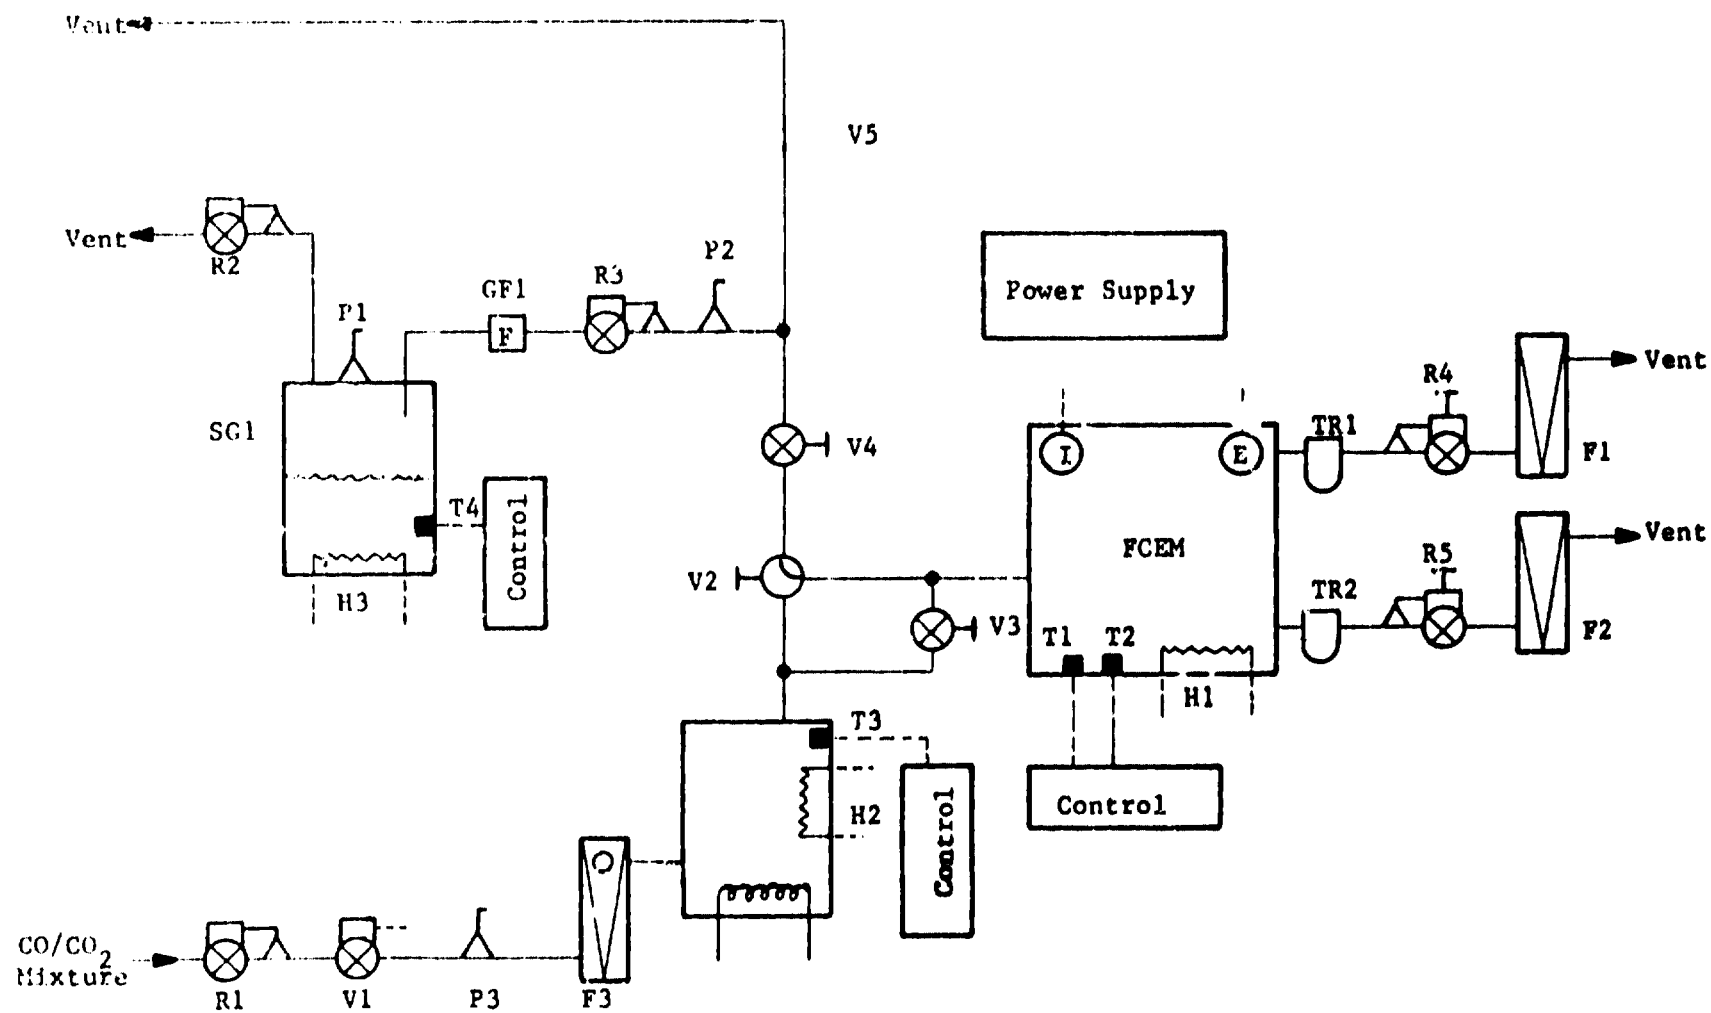 Vent
V5
Vent
R2
P1
GF1
F
R3
P2
Power Supply
SG1
T4
Control
H3
V4
V2
V3
I
E
FCEM
T1
T2
H1
Control
TR1
R4
F1
Vent
TR2
R5
F2
Vent
T3
H2
Control
CO/CO2
Mixture
R1
V1
P3
F3